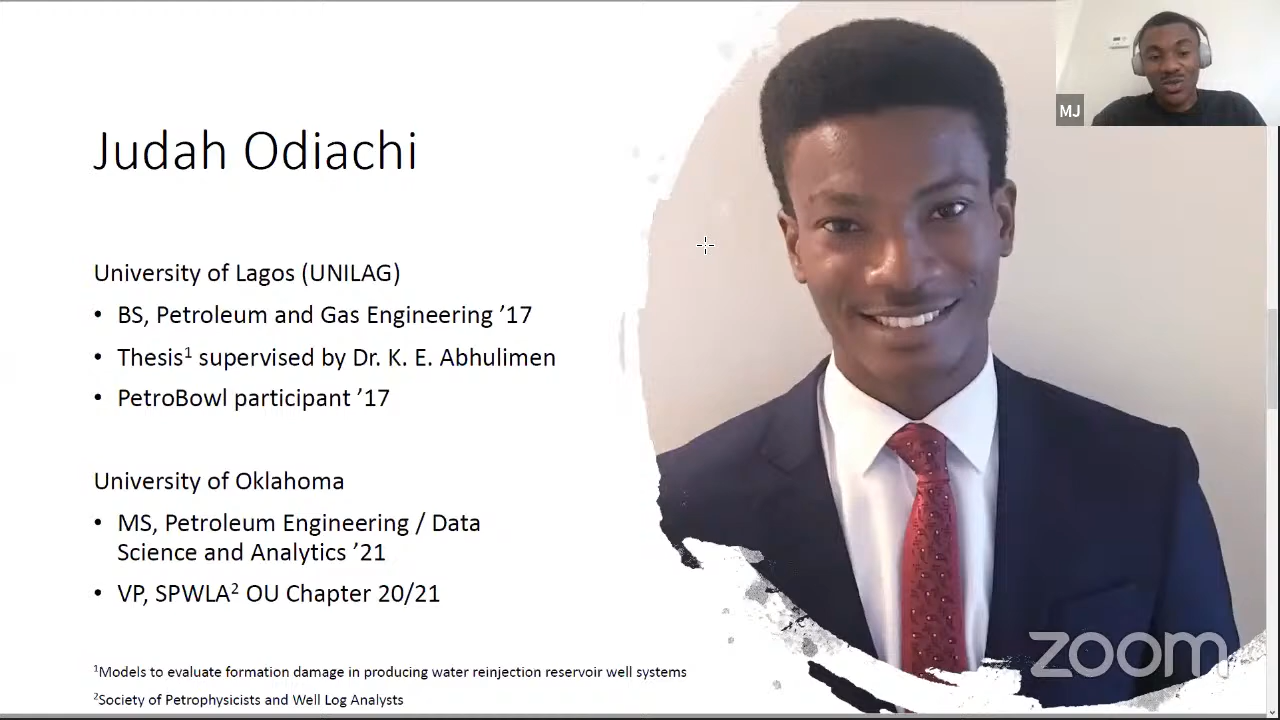 MJ
Judah Odiachi
University of Lagos (UNILAG)
• BS, Petroleum and Gas Engineering ’17
• Thesis¹ supervised by Dr. K. E. Abhulimen
• PetroBowl participant ’17
University of Oklahoma
• MS, Petroleum Engineering / Data
Science and Analytics ’21
• VP, SPWLA² OU Chapter 20/21
¹Models to evaluate formation damage in producing water reinjection reservoir well systems
²Society of Petrophysicists and Well Log Analysts
zoom